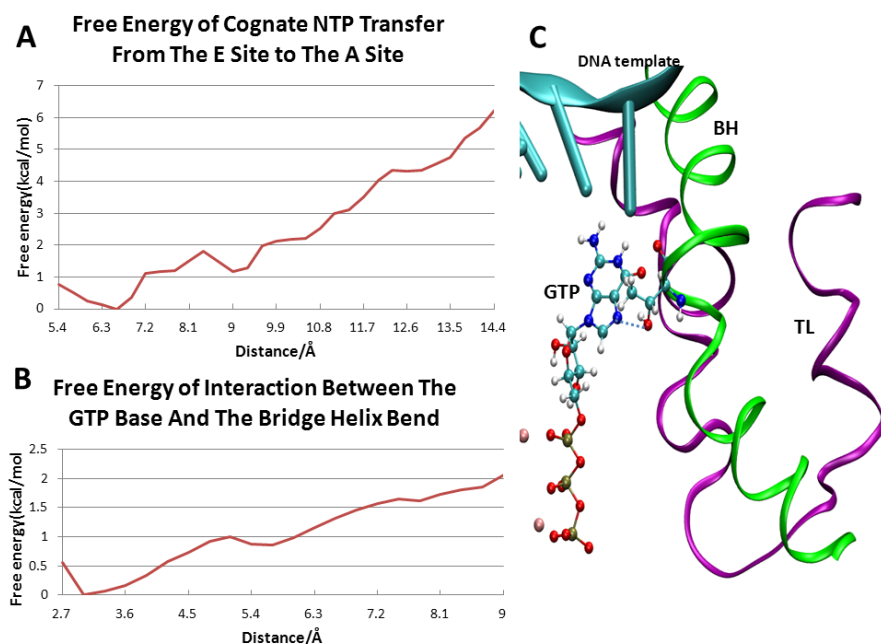 A
Free Energy of Cognate NTP Transfer
From The E Site to The A Site
Free energy(kcal/mol)
7
6
5
4
3
2
1
0
5.4 6.3 7.2 8.1 9 9.9 10.8 11.7 12.6 13.5 14.4
Distance/Å
B
Free Energy of Interaction Between The
GTP Base And The Bridge Helix Bend
Free energy(kcal/mol)
2.5
2
1.5
1
0.5
0
2.7 3.6 4.5 5.4 6.3 7.2 8.1 9
Distance/Å
C
DNA template
BH
GTP
TL